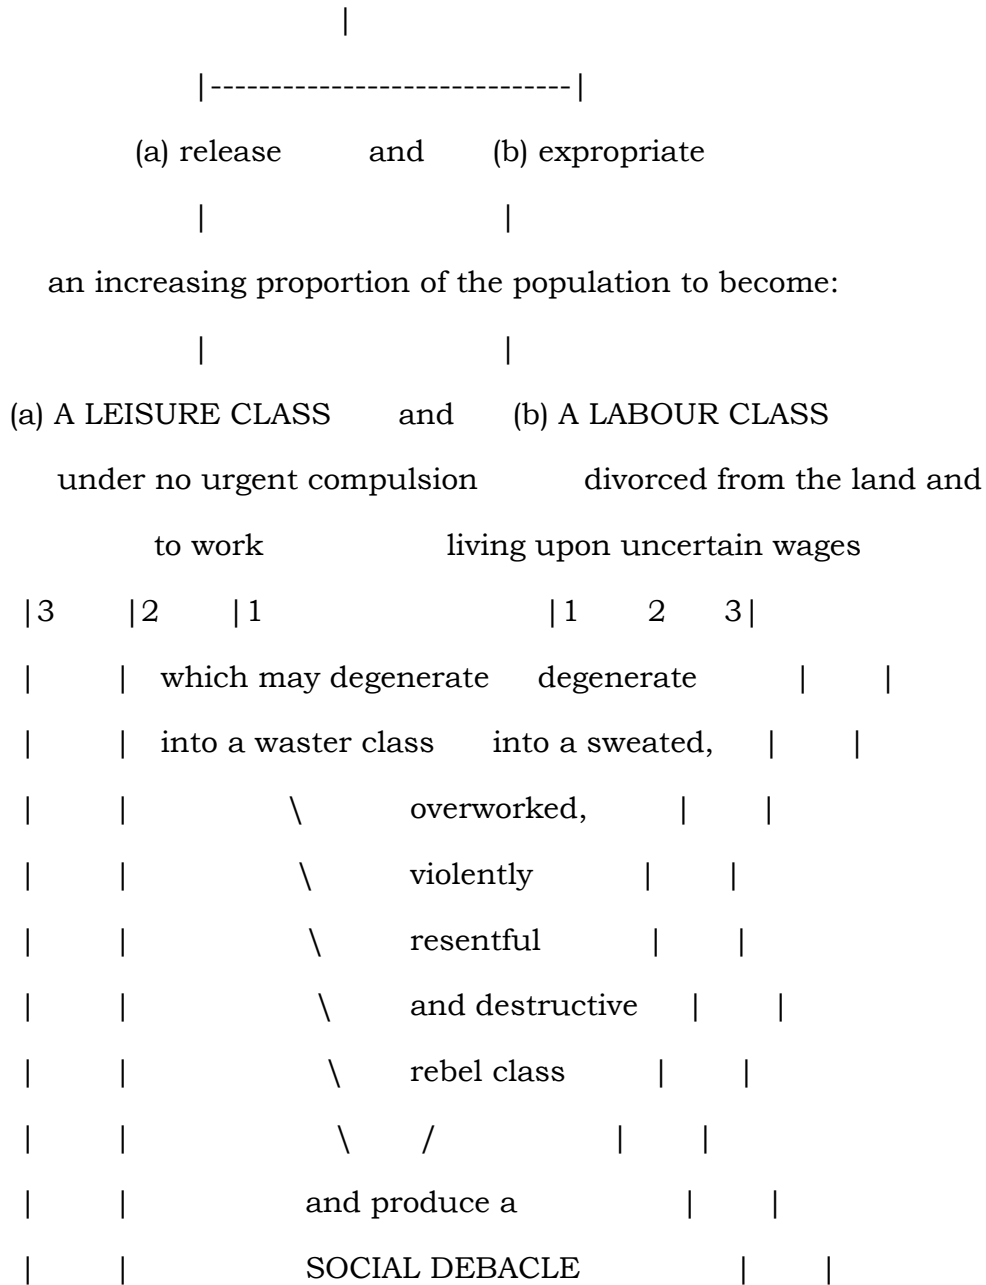 |
|------------------------------|
(a) release and (b) expropriate
| |
an increasing proportion of the population to become:
| |
(a) A LEISURE CLASS and (b) A LABOUR CLASS
under no urgent compulsion divorced from the land and
to work living upon uncertain wages
|3 |2 |1 |1 2 3|
| | which may degenerate degenerate | |
| | into a waster class into a sweated, | |
| | \ overworked, | |
| | \ violently | |
| | \ resentful | |
| | \ and destructive | |
| | \ rebel class | |
| | \ / | |
| | and produce a | |
| | SOCIAL DEBACLE | |